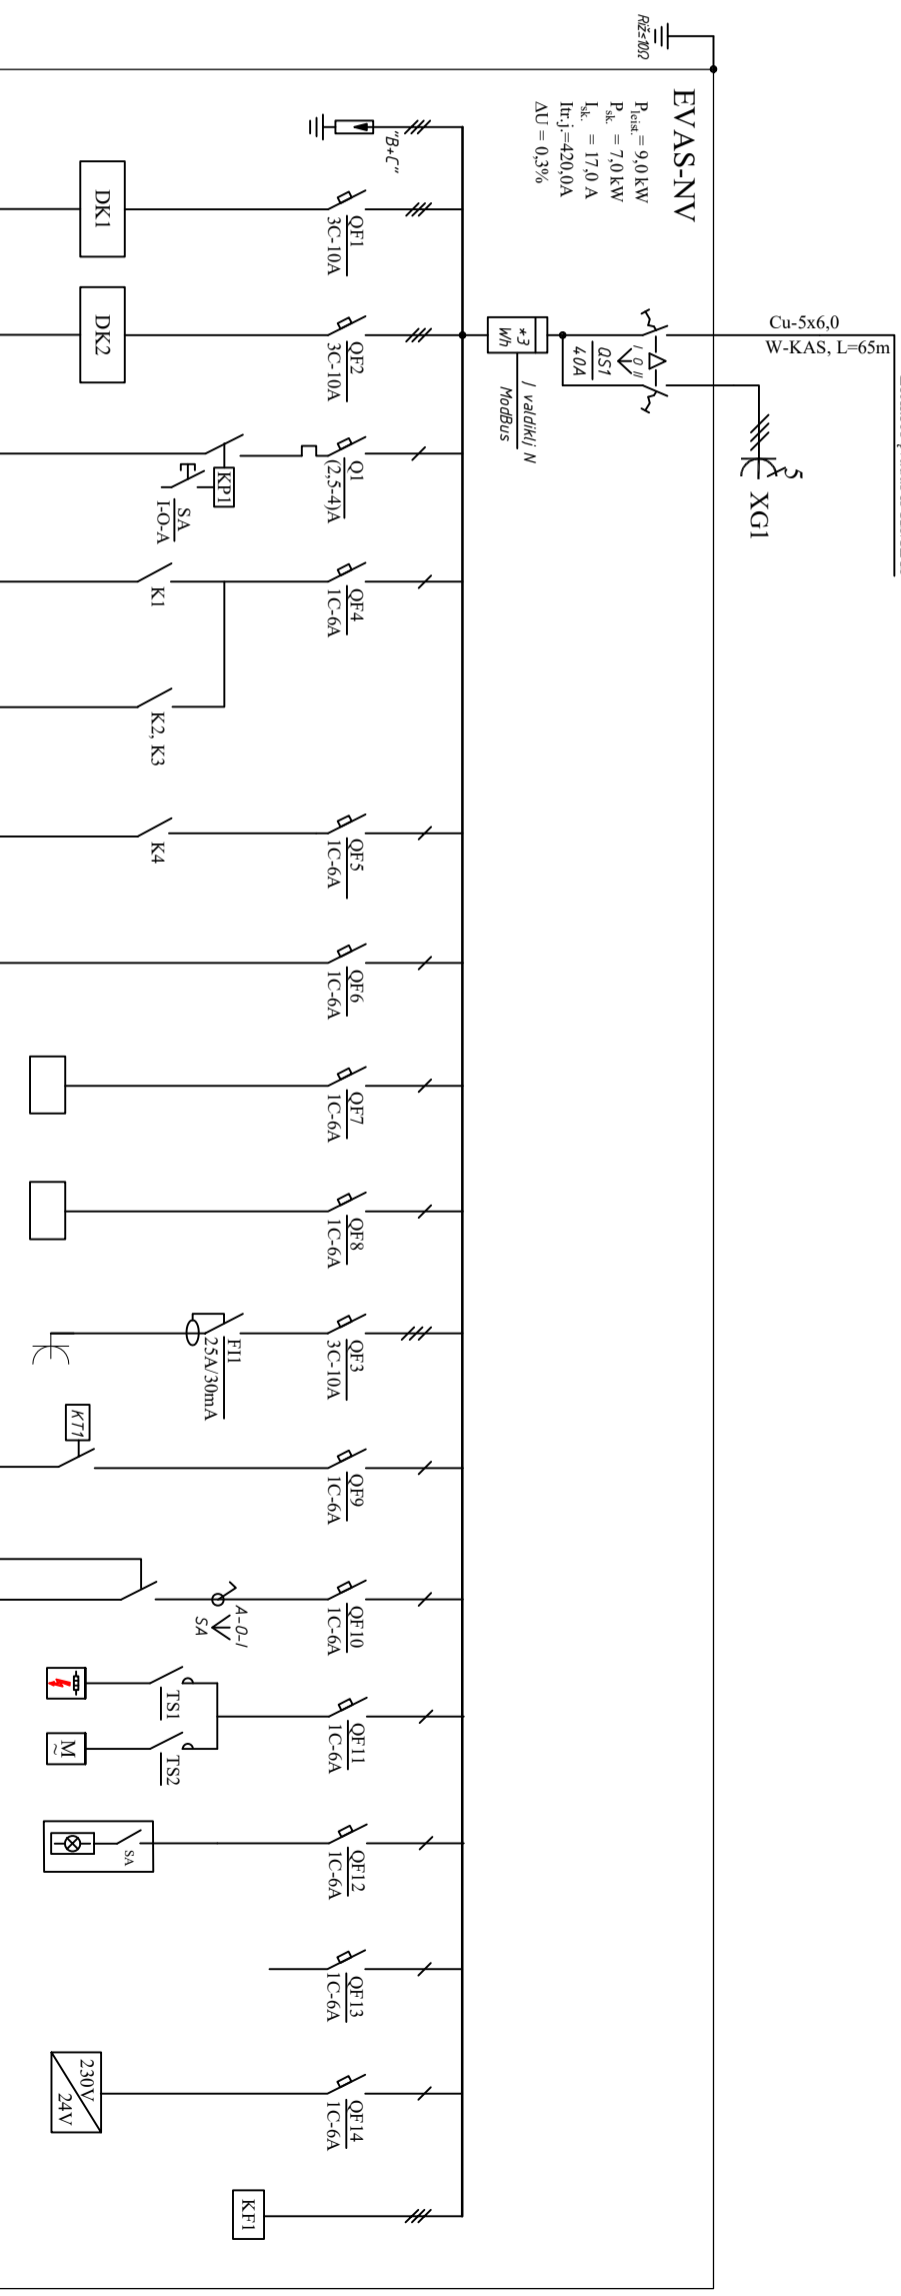 Rįž≤10Ω
EVAS-NV
Pleist. = 9,0 kW
Psk. = 7,0 kW
Isk. = 17,0 A
Itr.j.=420,0A
ΔU = 0,3%
Cu-5x6,0
W-KAS, L=65m
5
XG1
I 0 II
QS1
40A
*3
Wh
Į valdiklį N
ModBus
"B+C"
QF1
3C-10A
DK1
QF2
3C-10A
DK2
Q1
(2,5-4)A
KP1
SA
I-O-A
QF4
1C-6A
K1
K2, K3
QF5
1C-6A
K4
QF6
1C-6A
QF7
1C-6A
QF8
1C-6A
QF3
3C-10A
FI1
25A/30mA
QF9
1C-6A
KT1
QF10
1C-6A
A-0-I
SA
QF11
1C-6A
TS1
TS2
M
~
QF12
1C-6A
SA
QF13
1C-6A
QF14
1C-6A
230V
24V
KF1